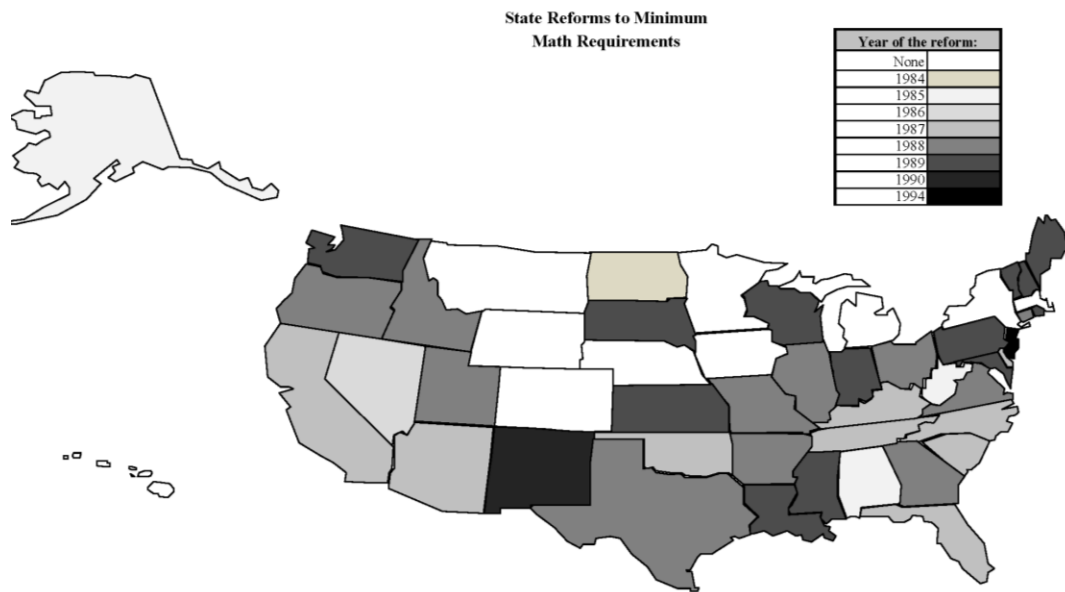 State Reforms to Minimum
Math Requirements
Year of the reform:
None
1984
1985
1986
1987
1988
1989
1990
1994